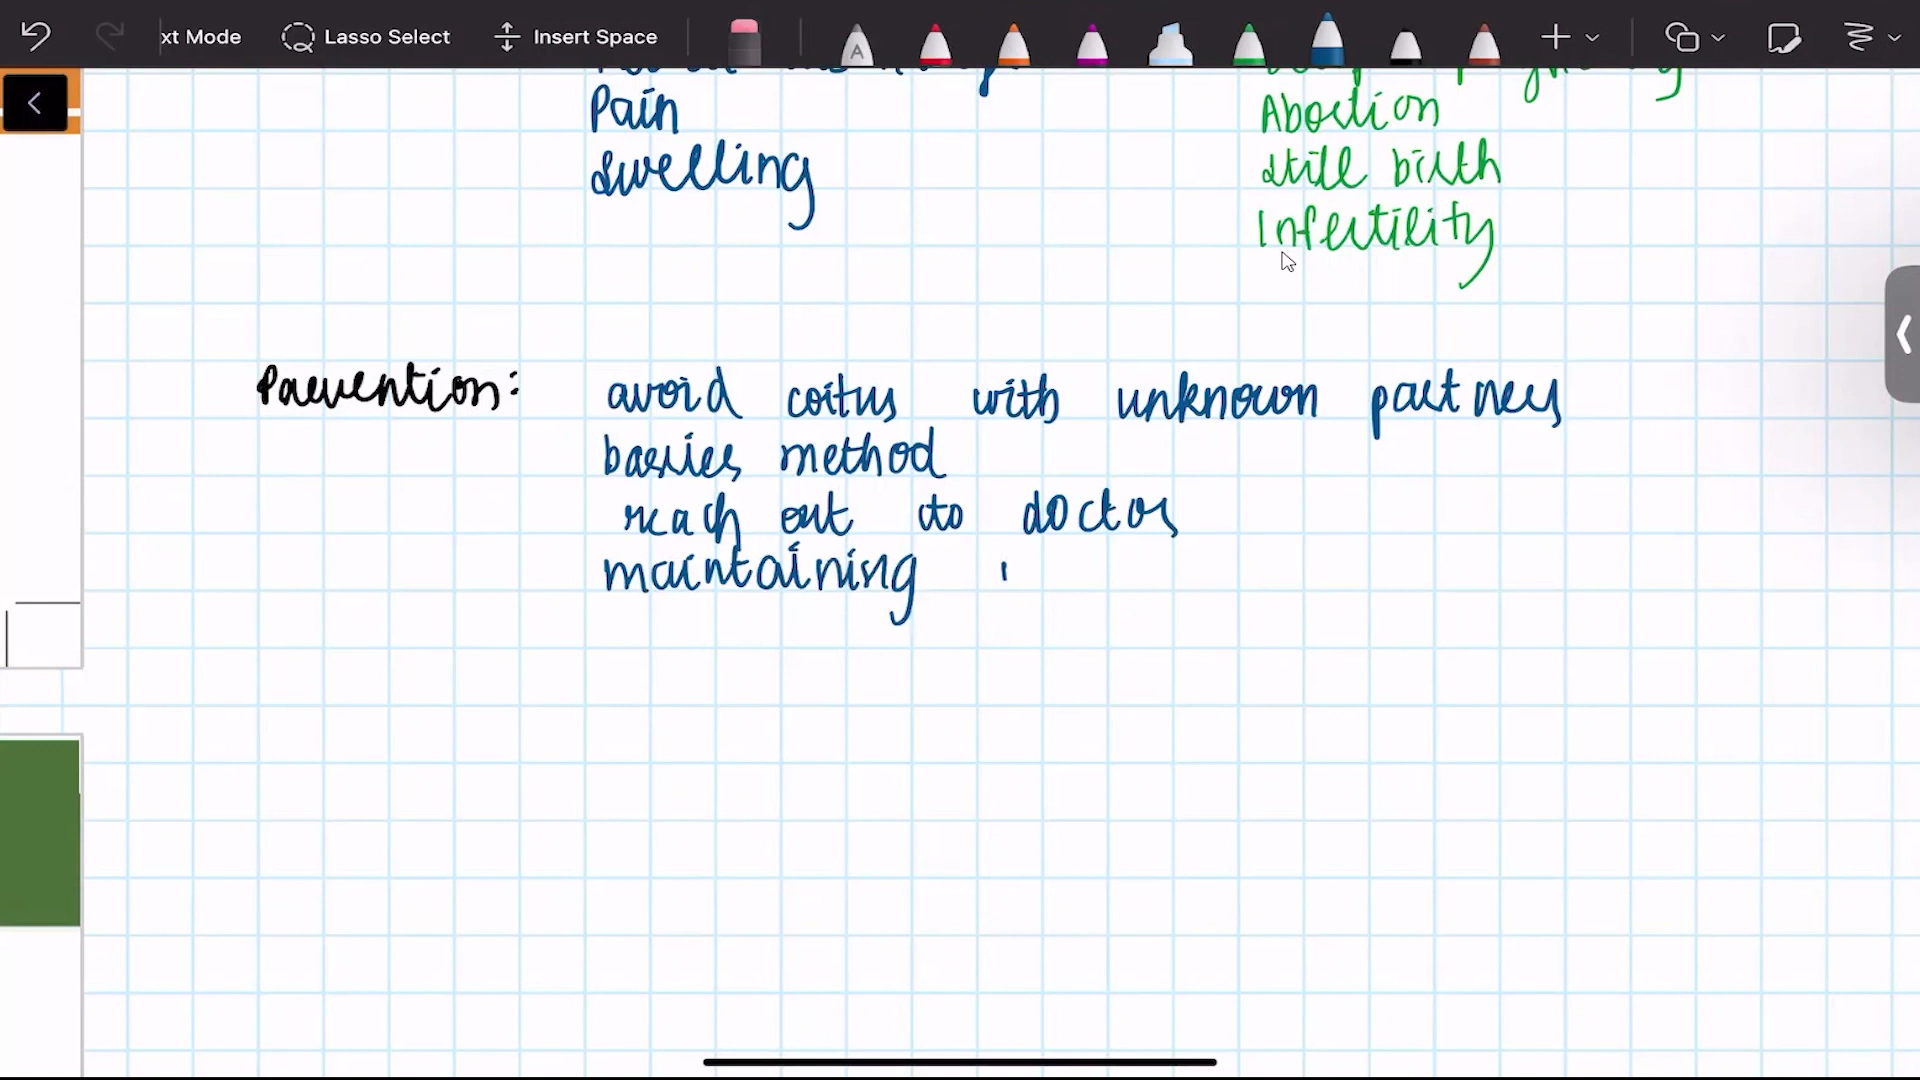 xt Mode Lasso Select Insert Space
A
Pain
Swelling
Abortion
Still birth
Infertility
Prevention: avoid coitus with unknown partners
barrier method
reach out to doctor
maintaining